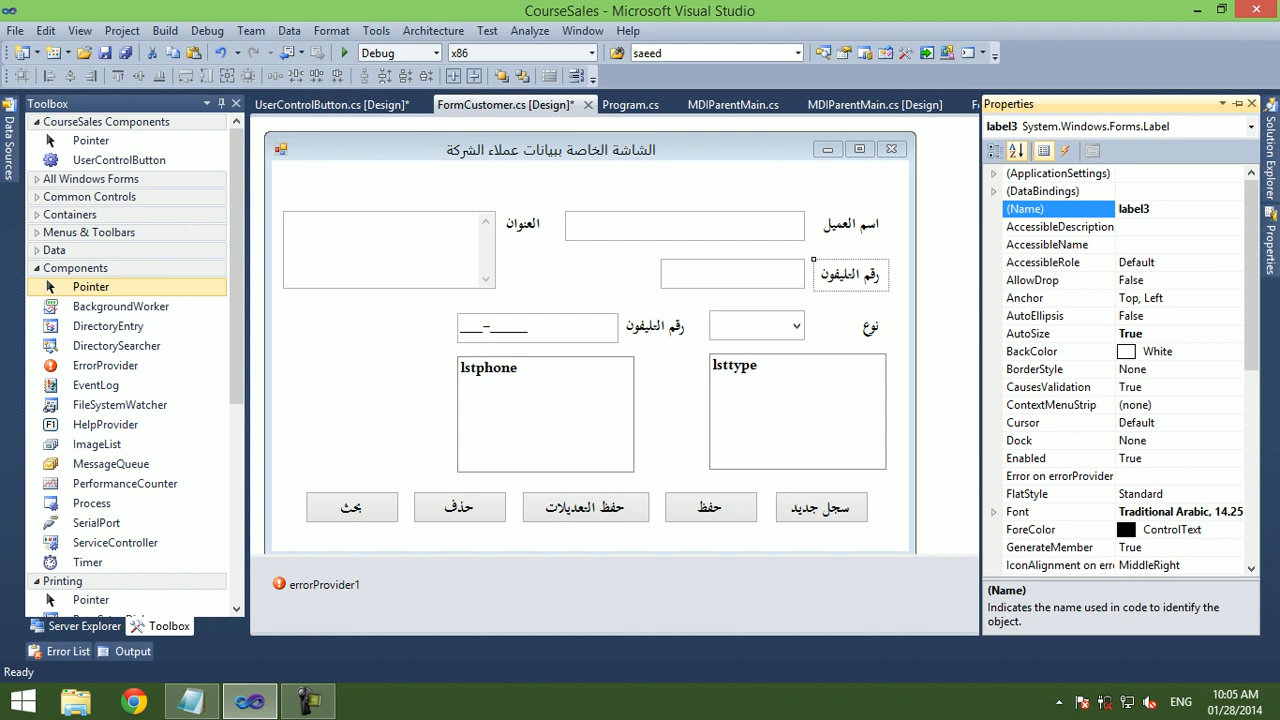 CourseSales - Microsoft Visual Studio
File Edit View Project Build Debug Team Data Format Tools Architecture Test Analyze Window Help
Debug x86 saeed
Toolbox
UserControlButton.cs [Design]* FormCustomer.cs [Design]* Program.cs MDIParentMain.cs MDIParentMain.cs [Design]
Data Sources
CourseSales Components
Pointer
UserControlButton
All Windows Forms
Common Controls
Containers
Menus & Toolbars
Data
Components
Pointer
BackgroundWorker
DirectoryEntry
DirectorySearcher
ErrorProvider
EventLog
FileSystemWatcher
HelpProvider
ImageList
MessageQueue
PerformanceCounter
Process
SerialPort
ServiceController
Timer
Printing
Pointer
Server Explorer Toolbox
Error List Output
Ready
الشاشة الخاصة ببيانات عملاء الشركة
اسم العميل
العنوان
رقم التليفون
نوع
رقم التليفون
___-_____
lsttype
lstphone
سجل جديد
حفظ
حفظ التعديلات
حذف
بحث
errorProvider1
Properties
label3 System.Windows.Forms.Label
(ApplicationSettings)
(DataBindings)
(Name) label3
AccessibleDescription
AccessibleName
AccessibleRole Default
AllowDrop False
Anchor Top, Left
AutoEllipsis False
AutoSize True
BackColor White
BorderStyle None
CausesValidation True
ContextMenuStrip (none)
Cursor Default
Dock None
Enabled True
Error on errorProvider
FlatStyle Standard
Font Traditional Arabic, 14.25
ForeColor ControlText
GenerateMember True
IconAlignment on erro MiddleRight
(Name)
Indicates the name used in code to identify the
object.
Solution Explorer
Properties
ENG
10:05 AM
01/28/2014